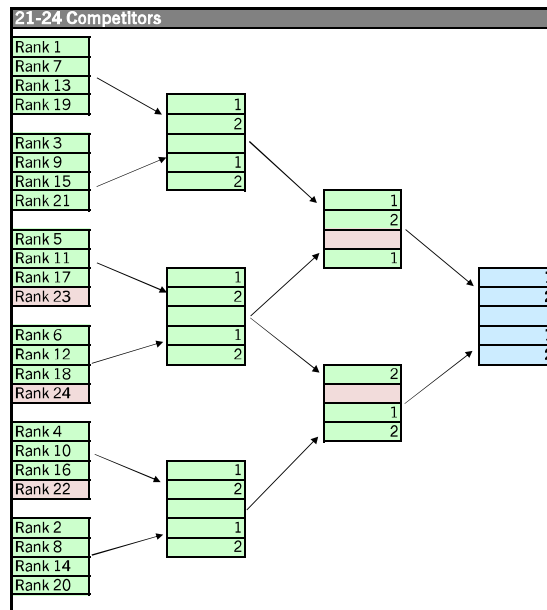 21-24 Competitors
Rank 1
Rank 7
Rank 13
Rank 19
Rank 3
Rank 9
Rank 15
Rank 21
Rank 5
Rank 11
Rank 17
Rank 23
Rank 6
Rank 12
Rank 18
Rank 24
Rank 4
Rank 10
Rank 16
Rank 22
Rank 2
Rank 8
Rank 14
Rank 20
1
2
1
2
1
2
1
2
1
2
1
2
1
2
1
2
1
2